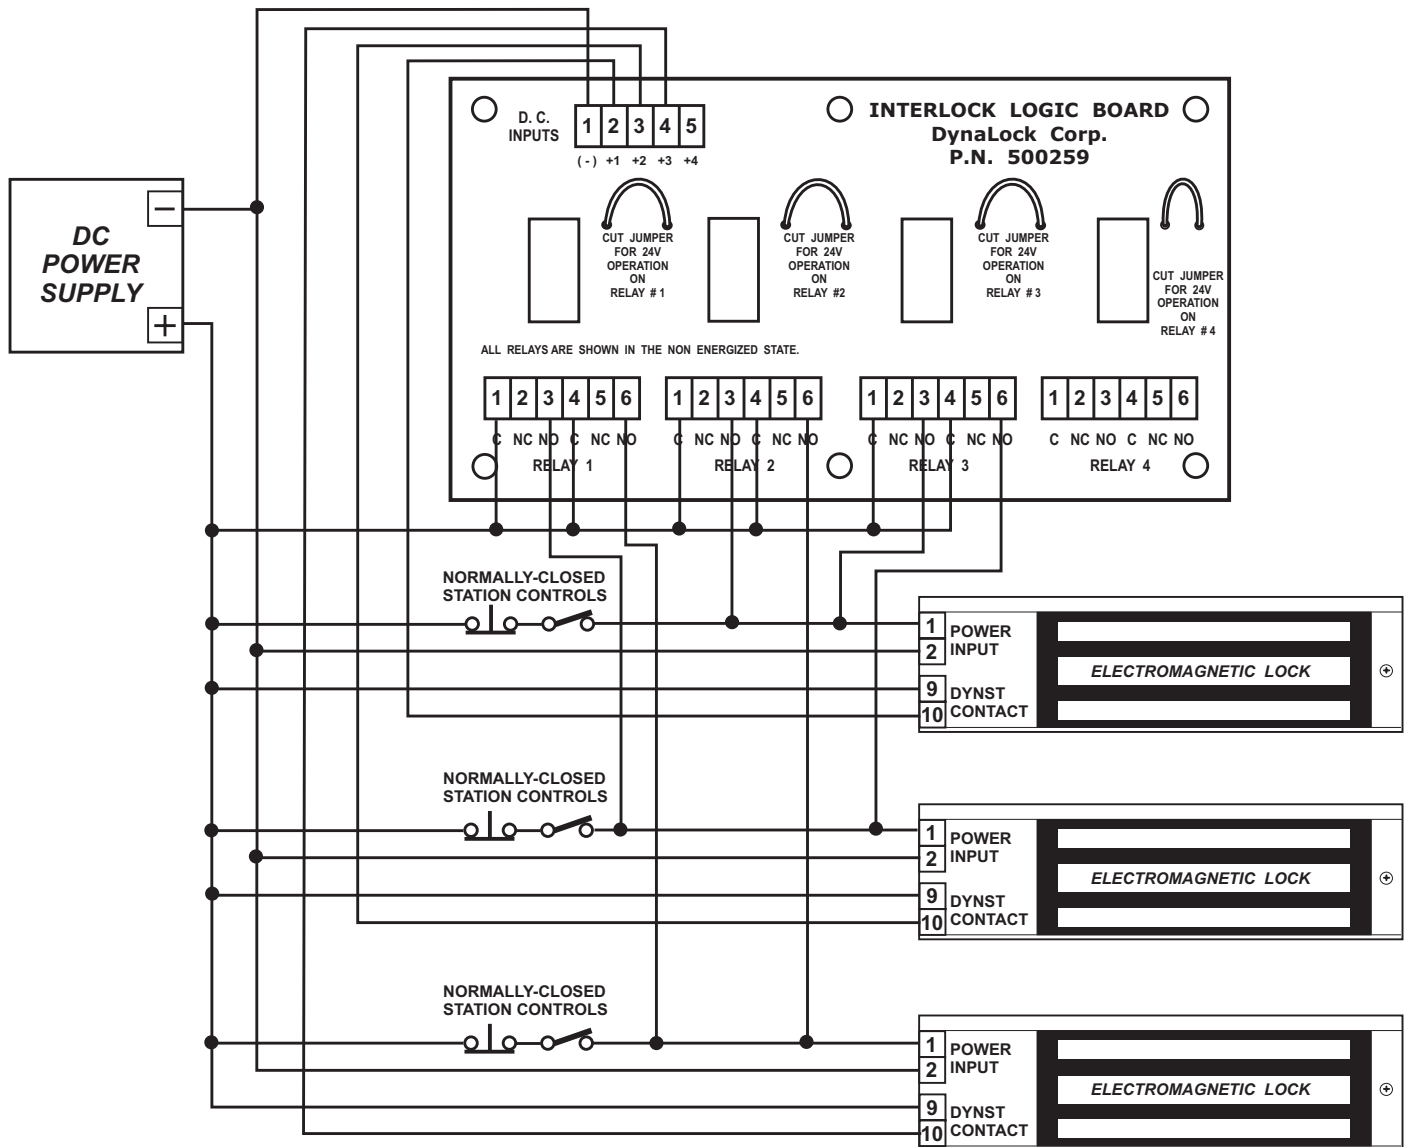 D. C.
INPUTS
1 2 3 4 5
( - ) +1 +2 +3 +4
INTERLOCK LOGIC BOARD
DynaLock Corp.
P.N. 500259
DC
POWER
SUPPLY
−
+
CUT JUMPER
FOR 24V
OPERATION
ON
RELAY # 1
CUT JUMPER
FOR 24V
OPERATION
ON
RELAY #2
CUT JUMPER
FOR 24V
OPERATION
ON
RELAY # 3
CUT JUMPER
FOR 24V
OPERATION
ON
RELAY # 4
ALL RELAYS ARE SHOWN IN THE NON ENERGIZED STATE.
1 2 3 4 5 6
C NC NO C NC NO
RELAY 1
1 2 3 4 5 6
C NC NO C NC NO
RELAY 2
1 2 3 4 5 6
C NC NO C NC NO
RELAY 3
1 2 3 4 5 6
C NC NO C NC NO
RELAY 4
NORMALLY-CLOSED
STATION CONTROLS
1
2
POWER
INPUT
9
10
DYNST
CONTACT
ELECTROMAGNETIC LOCK
NORMALLY-CLOSED
STATION CONTROLS
1
2
POWER
INPUT
9
10
DYNST
CONTACT
ELECTROMAGNETIC LOCK
NORMALLY-CLOSED
STATION CONTROLS
1
2
POWER
INPUT
9
10
DYNST
CONTACT
ELECTROMAGNETIC LOCK